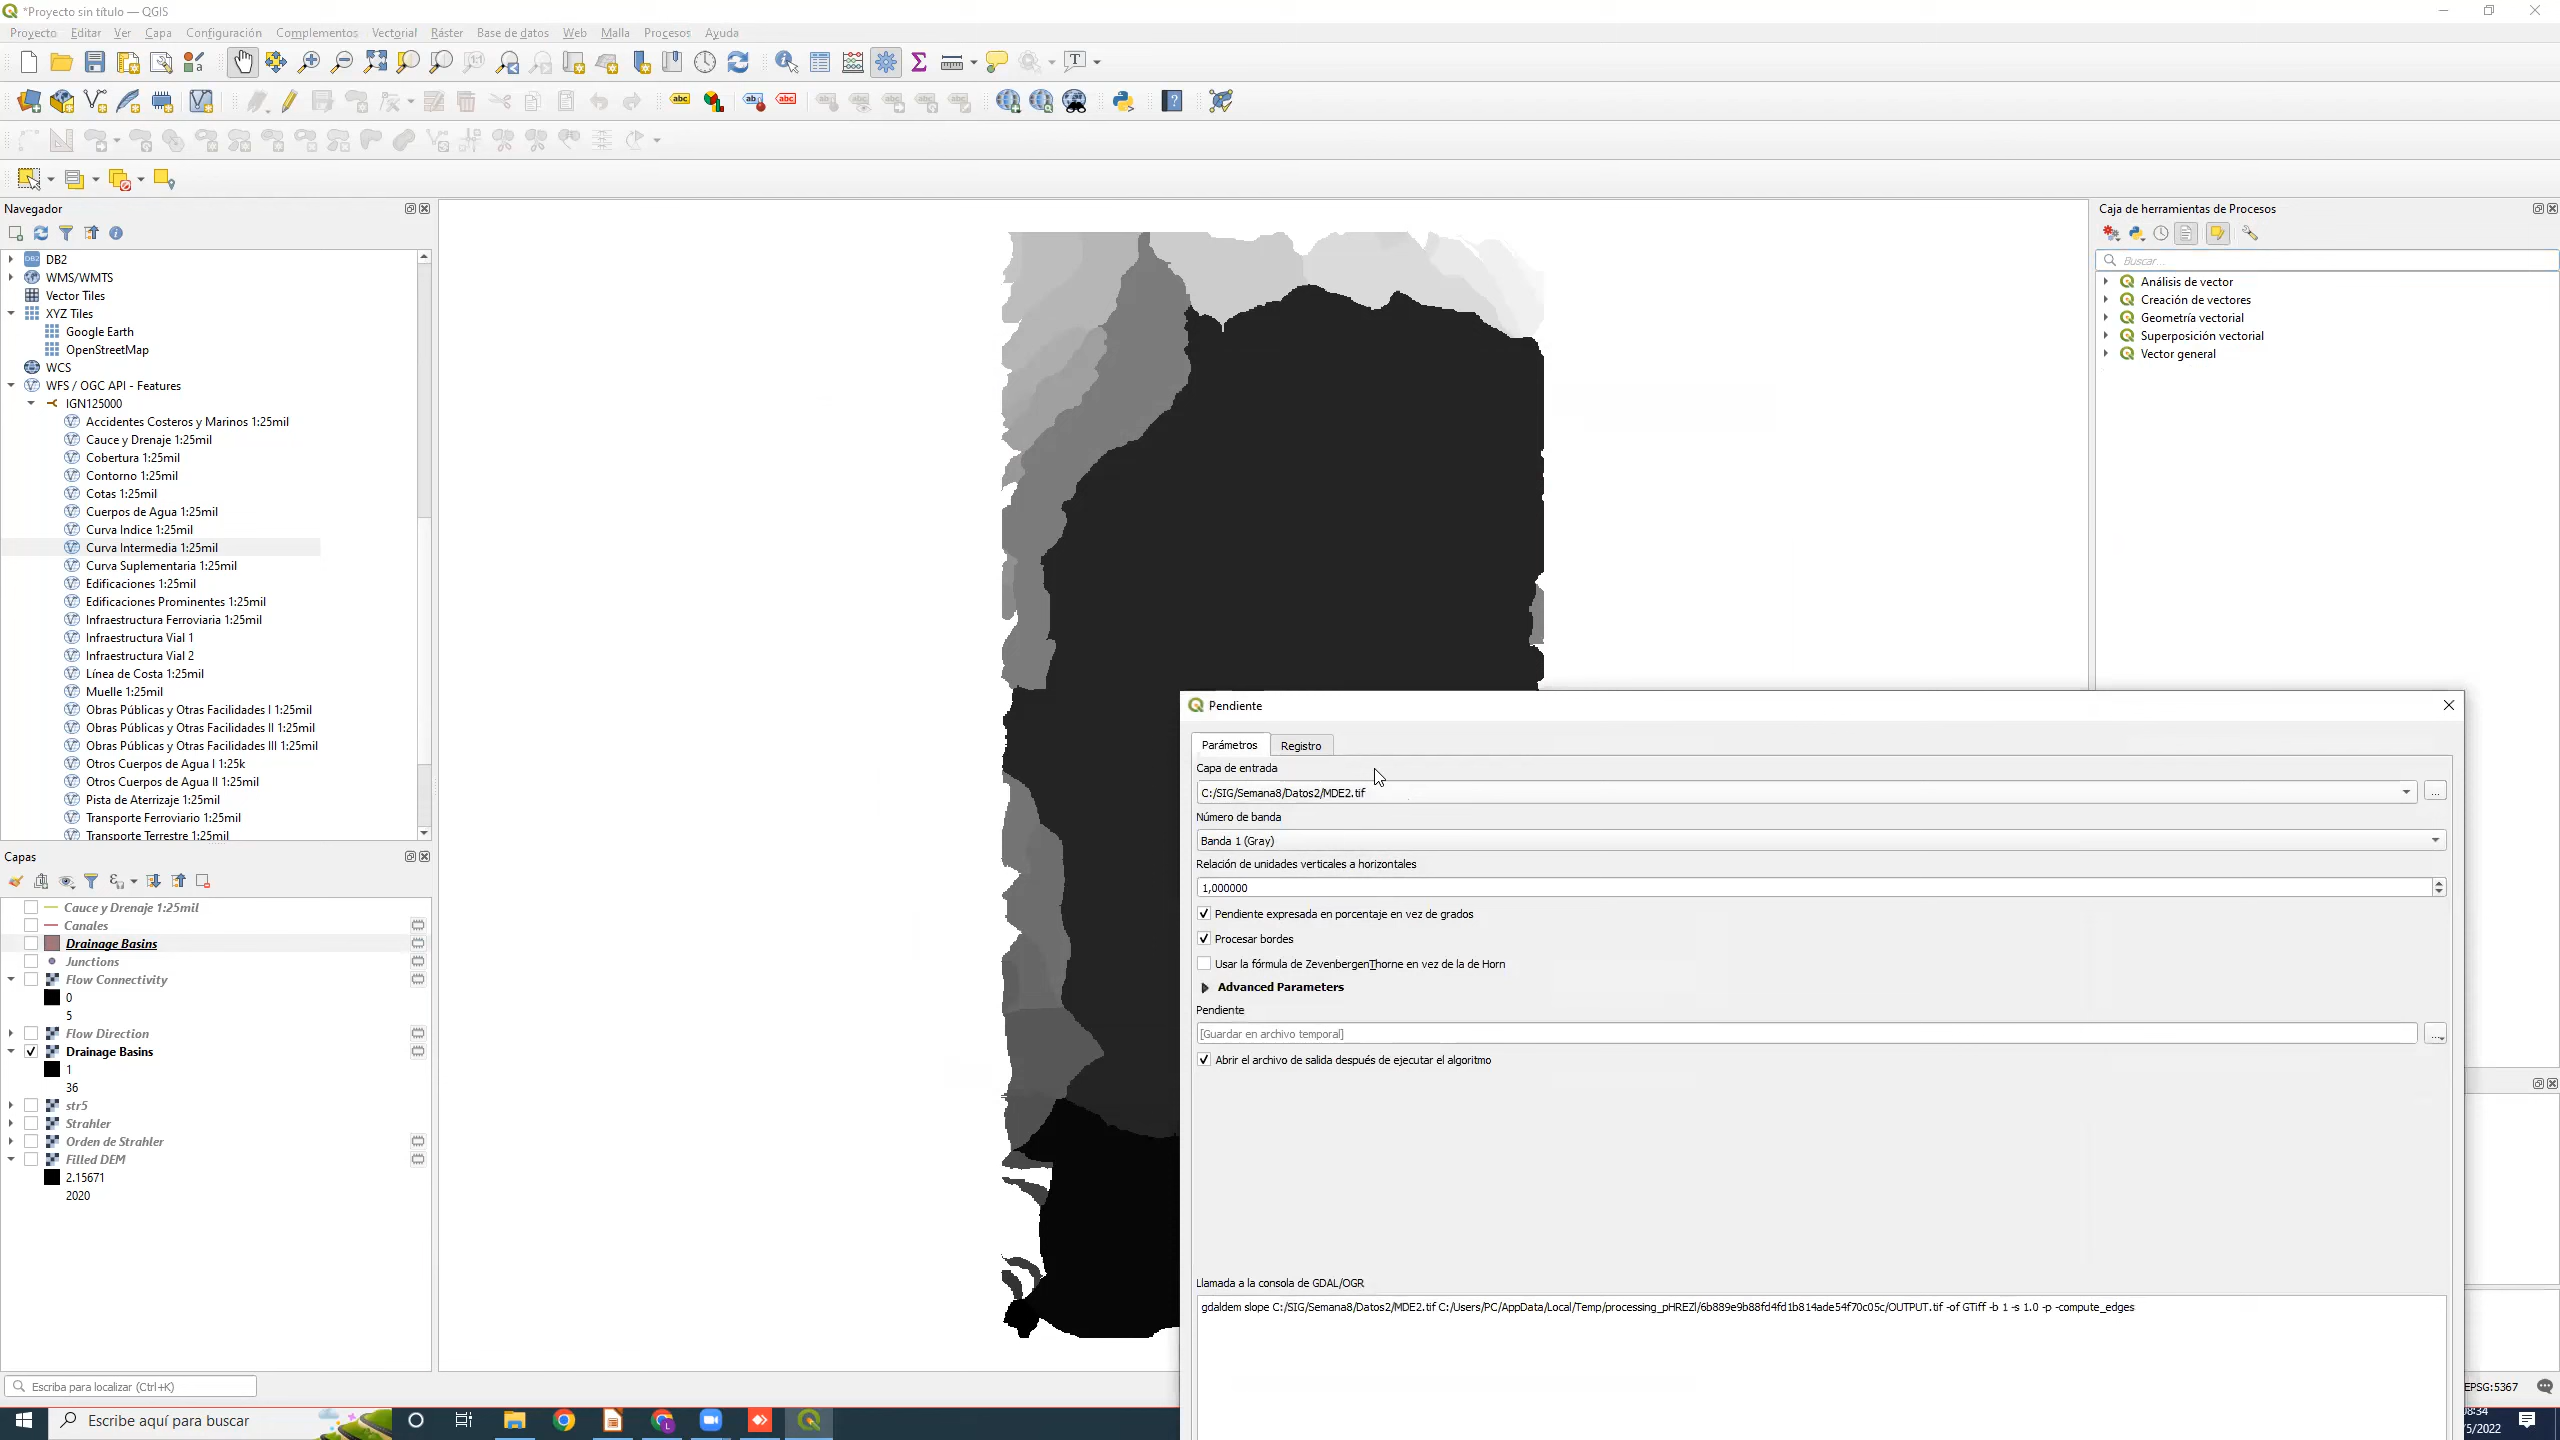 *Proyecto sin título — QGIS
Proyecto Editar Ver Capa Configuración Complementos Vectorial Ráster Base de datos Web Malla Procesos Ayuda
Navegador
DB2
WMS/WMTS
Vector Tiles
XYZ Tiles
Google Earth
OpenStreetMap
WCS
WFS / OGC API - Features
IGN125000
Accidentes Costeros y Marinos 1:25mil
Cauce y Drenaje 1:25mil
Cobertura 1:25mil
Contorno 1:25mil
Cotas 1:25mil
Cuerpos de Agua 1:25mil
Curva Indice 1:25mil
Curva Intermedia 1:25mil
Curva Suplementaria 1:25mil
Edificaciones 1:25mil
Edificaciones Prominentes 1:25mil
Infraestructura Ferroviaria 1:25mil
Infraestructura Vial 1
Infraestructura Vial 2
Línea de Costa 1:25mil
Muelle 1:25mil
Obras Públicas y Otras Facilidades I 1:25mil
Obras Públicas y Otras Facilidades II 1:25mil
Obras Públicas y Otras Facilidades III 1:25mil
Otros Cuerpos de Agua I 1:25k
Otros Cuerpos de Agua II 1:25mil
Pista de Aterrizaje 1:25mil
Transporte Ferroviario 1:25mil
Transporte Terrestre 1:25mil
Capas
Cauce y Drenaje 1:25mil
Canales
Drainage Basins
Junctions
Flow Connectivity
0
5
Flow Direction
Drainage Basins
1
36
str5
Strahler
Orden de Strahler
Filled DEM
2.15671
2020
Caja de herramientas de Procesos
Buscar...
Análisis de vector
Creación de vectores
Geometría vectorial
Superposición vectorial
Vector general
Pendiente
Parámetros Registro
Capa de entrada
C:/SIG/Semana8/Datos2/MDE2.tif
...
Número de banda
Banda 1 (Gray)
Relación de unidades verticales a horizontales
1,000000
Pendiente expresada en porcentaje en vez de grados
Procesar bordes
Usar la fórmula de ZevenbergenThorne en vez de la de Horn
Advanced Parameters
Pendiente
[Guardar en archivo temporal]
...
Abrir el archivo de salida después de ejecutar el algoritmo
Llamada a la consola de GDAL/OGR
gdaldem slope C:/SIG/Semana8/Datos2/MDE2.tif C:/Users/PC/AppData/Local/Temp/processing_pHREZl/6b889e9b88fd4fd1b814ade54f70c05c/OUTPUT.tif -of GTiff -b 1 -s 1.0 -p -compute_edges
Escriba para localizar (Ctrl+K)
EPSG:5367
Escribe aquí para buscar
08:34
/5/2022